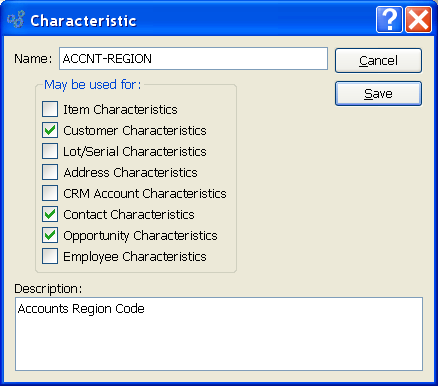 Characteristic
Name: ACCNT-REGION
Cancel
May be used for:
Save
Item Characteristics
Customer Characteristics
Lot/Serial Characteristics
Address Characteristics
CRM Account Characteristics
Contact Characteristics
Opportunity Characteristics
Employee Characteristics
Description:
Accounts Region Code